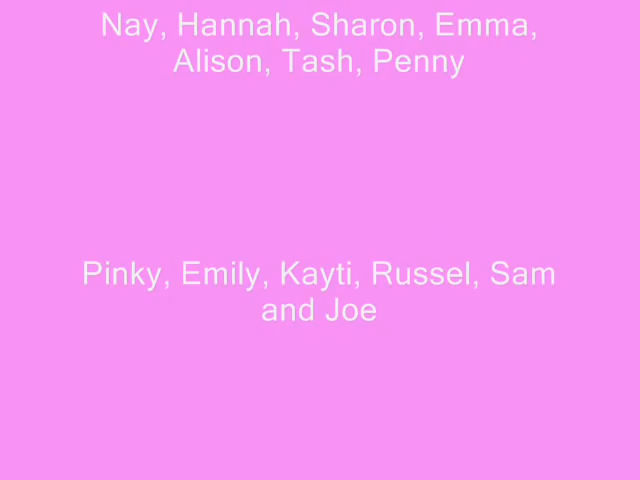 Nay, Hannah, Sharon, Emma,
Alison, Tash, Penny
Pinky, Emily, Kayti, Russel, Sam
and Joe